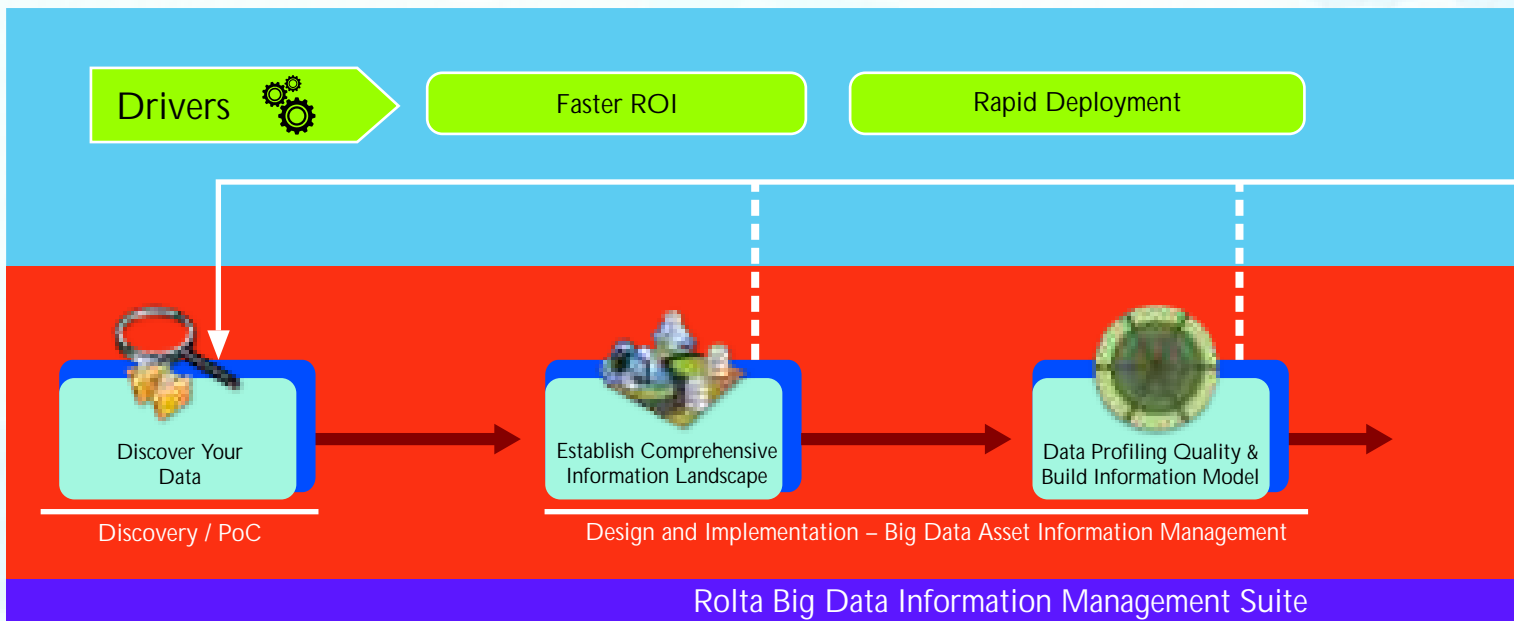 Drivers
Faster ROI
Rapid Deployment
Discover Your
Data
Establish Comprehensive
Information Landscape
Data Profiling Quality &
Build Information Model
Discovery / PoC
Design and Implementation – Big Data Asset Information Management
Rolta Big Data Information Management Suite